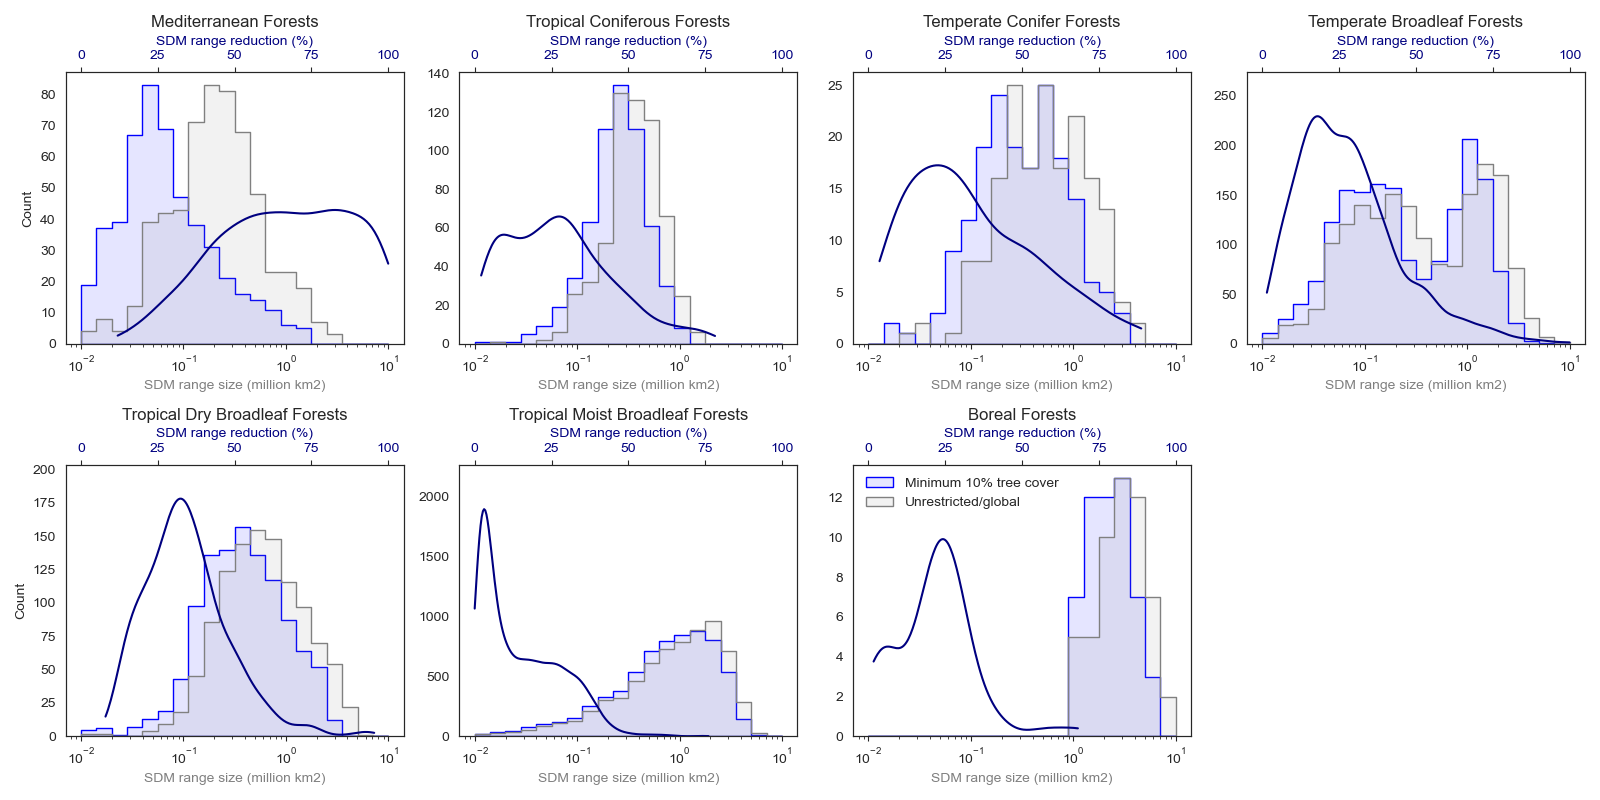 Mediterranean Forests
SDM range reduction (%)
0 25 50 75 100
Count
80
70
60
50
40
30
20
10
0
10⁻² 10⁻¹ 10⁰ 10¹
SDM range size (million km2)
Tropical Coniferous Forests
SDM range reduction (%)
0 25 50 75 100
140
120
100
80
60
40
20
0
10⁻² 10⁻¹ 10⁰ 10¹
SDM range size (million km2)
Temperate Conifer Forests
SDM range reduction (%)
0 25 50 75 100
25
20
15
10
5
0
10⁻² 10⁻¹ 10⁰ 10¹
SDM range size (million km2)
Temperate Broadleaf Forests
SDM range reduction (%)
0 25 50 75 100
250
200
150
100
50
0
10⁻² 10⁻¹ 10⁰ 10¹
SDM range size (million km2)
Tropical Dry Broadleaf Forests
SDM range reduction (%)
0 25 50 75 100
Count
200
175
150
125
100
75
50
25
0
10⁻² 10⁻¹ 10⁰ 10¹
SDM range size (million km2)
Tropical Moist Broadleaf Forests
SDM range reduction (%)
0 25 50 75 100
2000
1500
1000
500
0
10⁻² 10⁻¹ 10⁰ 10¹
SDM range size (million km2)
Boreal Forests
SDM range reduction (%)
0 25 50 75 100
Minimum 10% tree cover
Unrestricted/global
12
10
8
6
4
2
0
10⁻² 10⁻¹ 10⁰ 10¹
SDM range size (million km2)